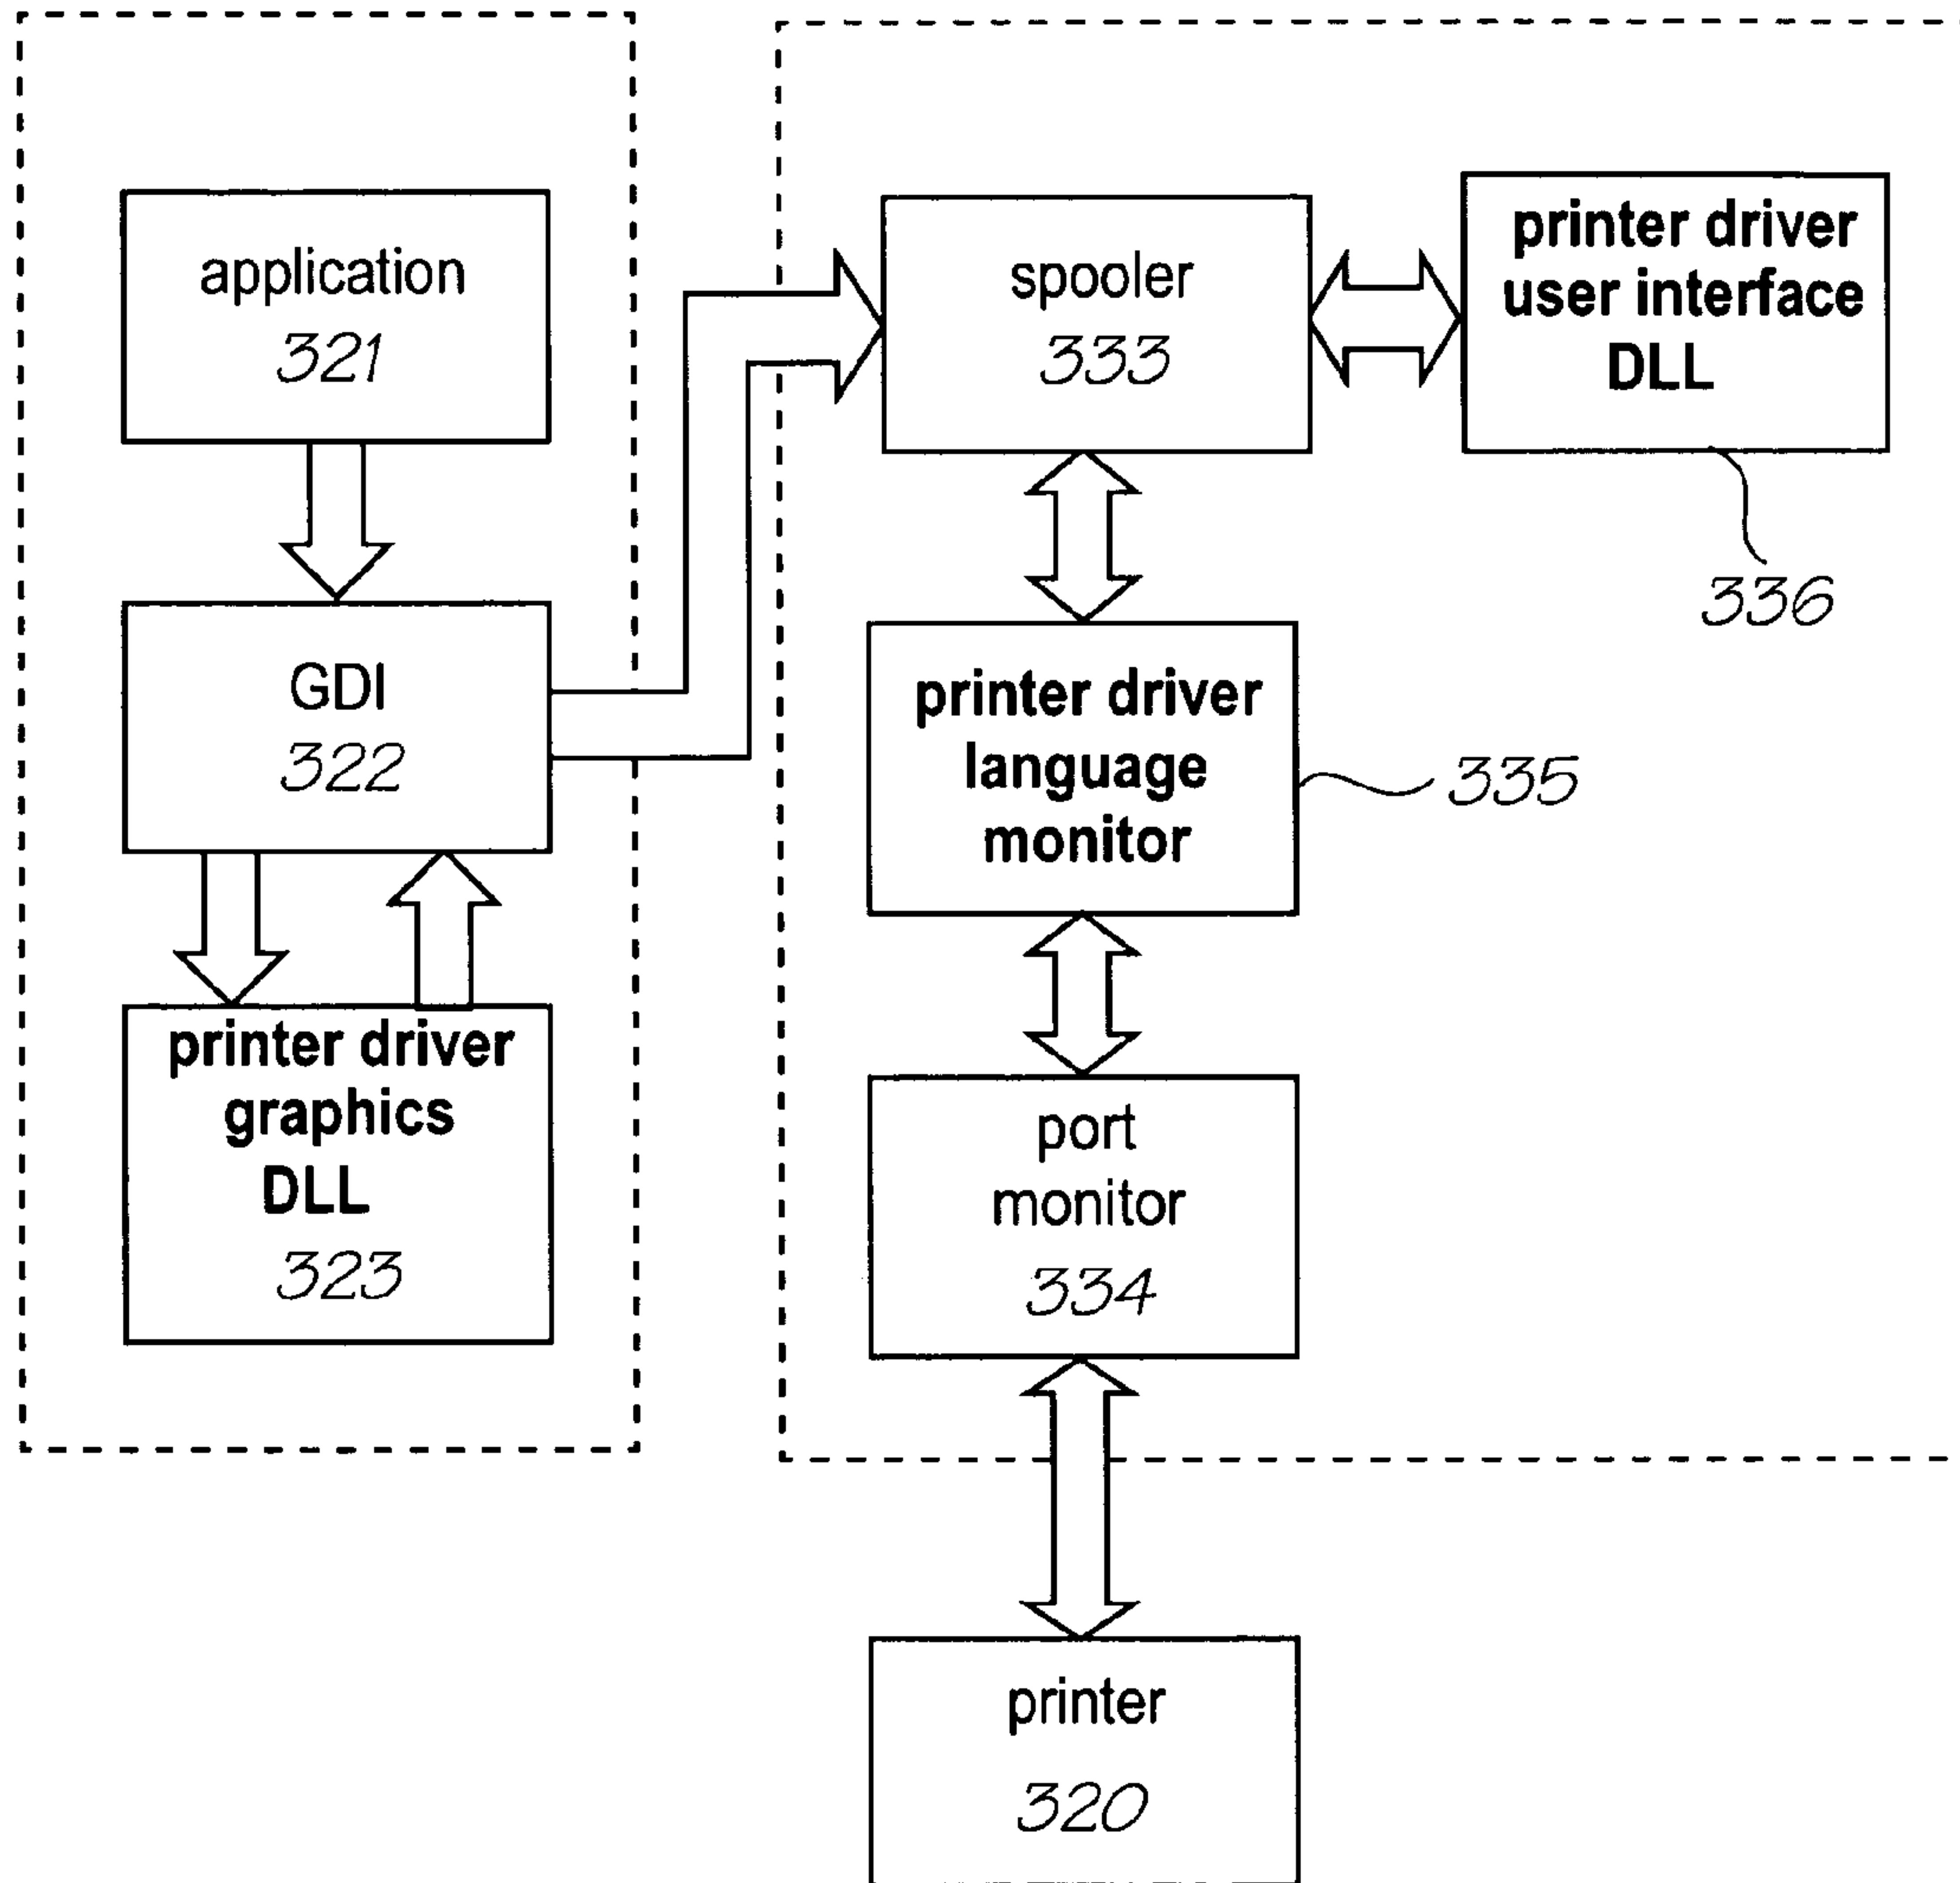 application
321
GDI
322
printer driver
graphics
DLL
323
spooler
333
printer driver
user interface
DLL
336
printer driver
language
monitor
335
port
monitor
334
printer
320